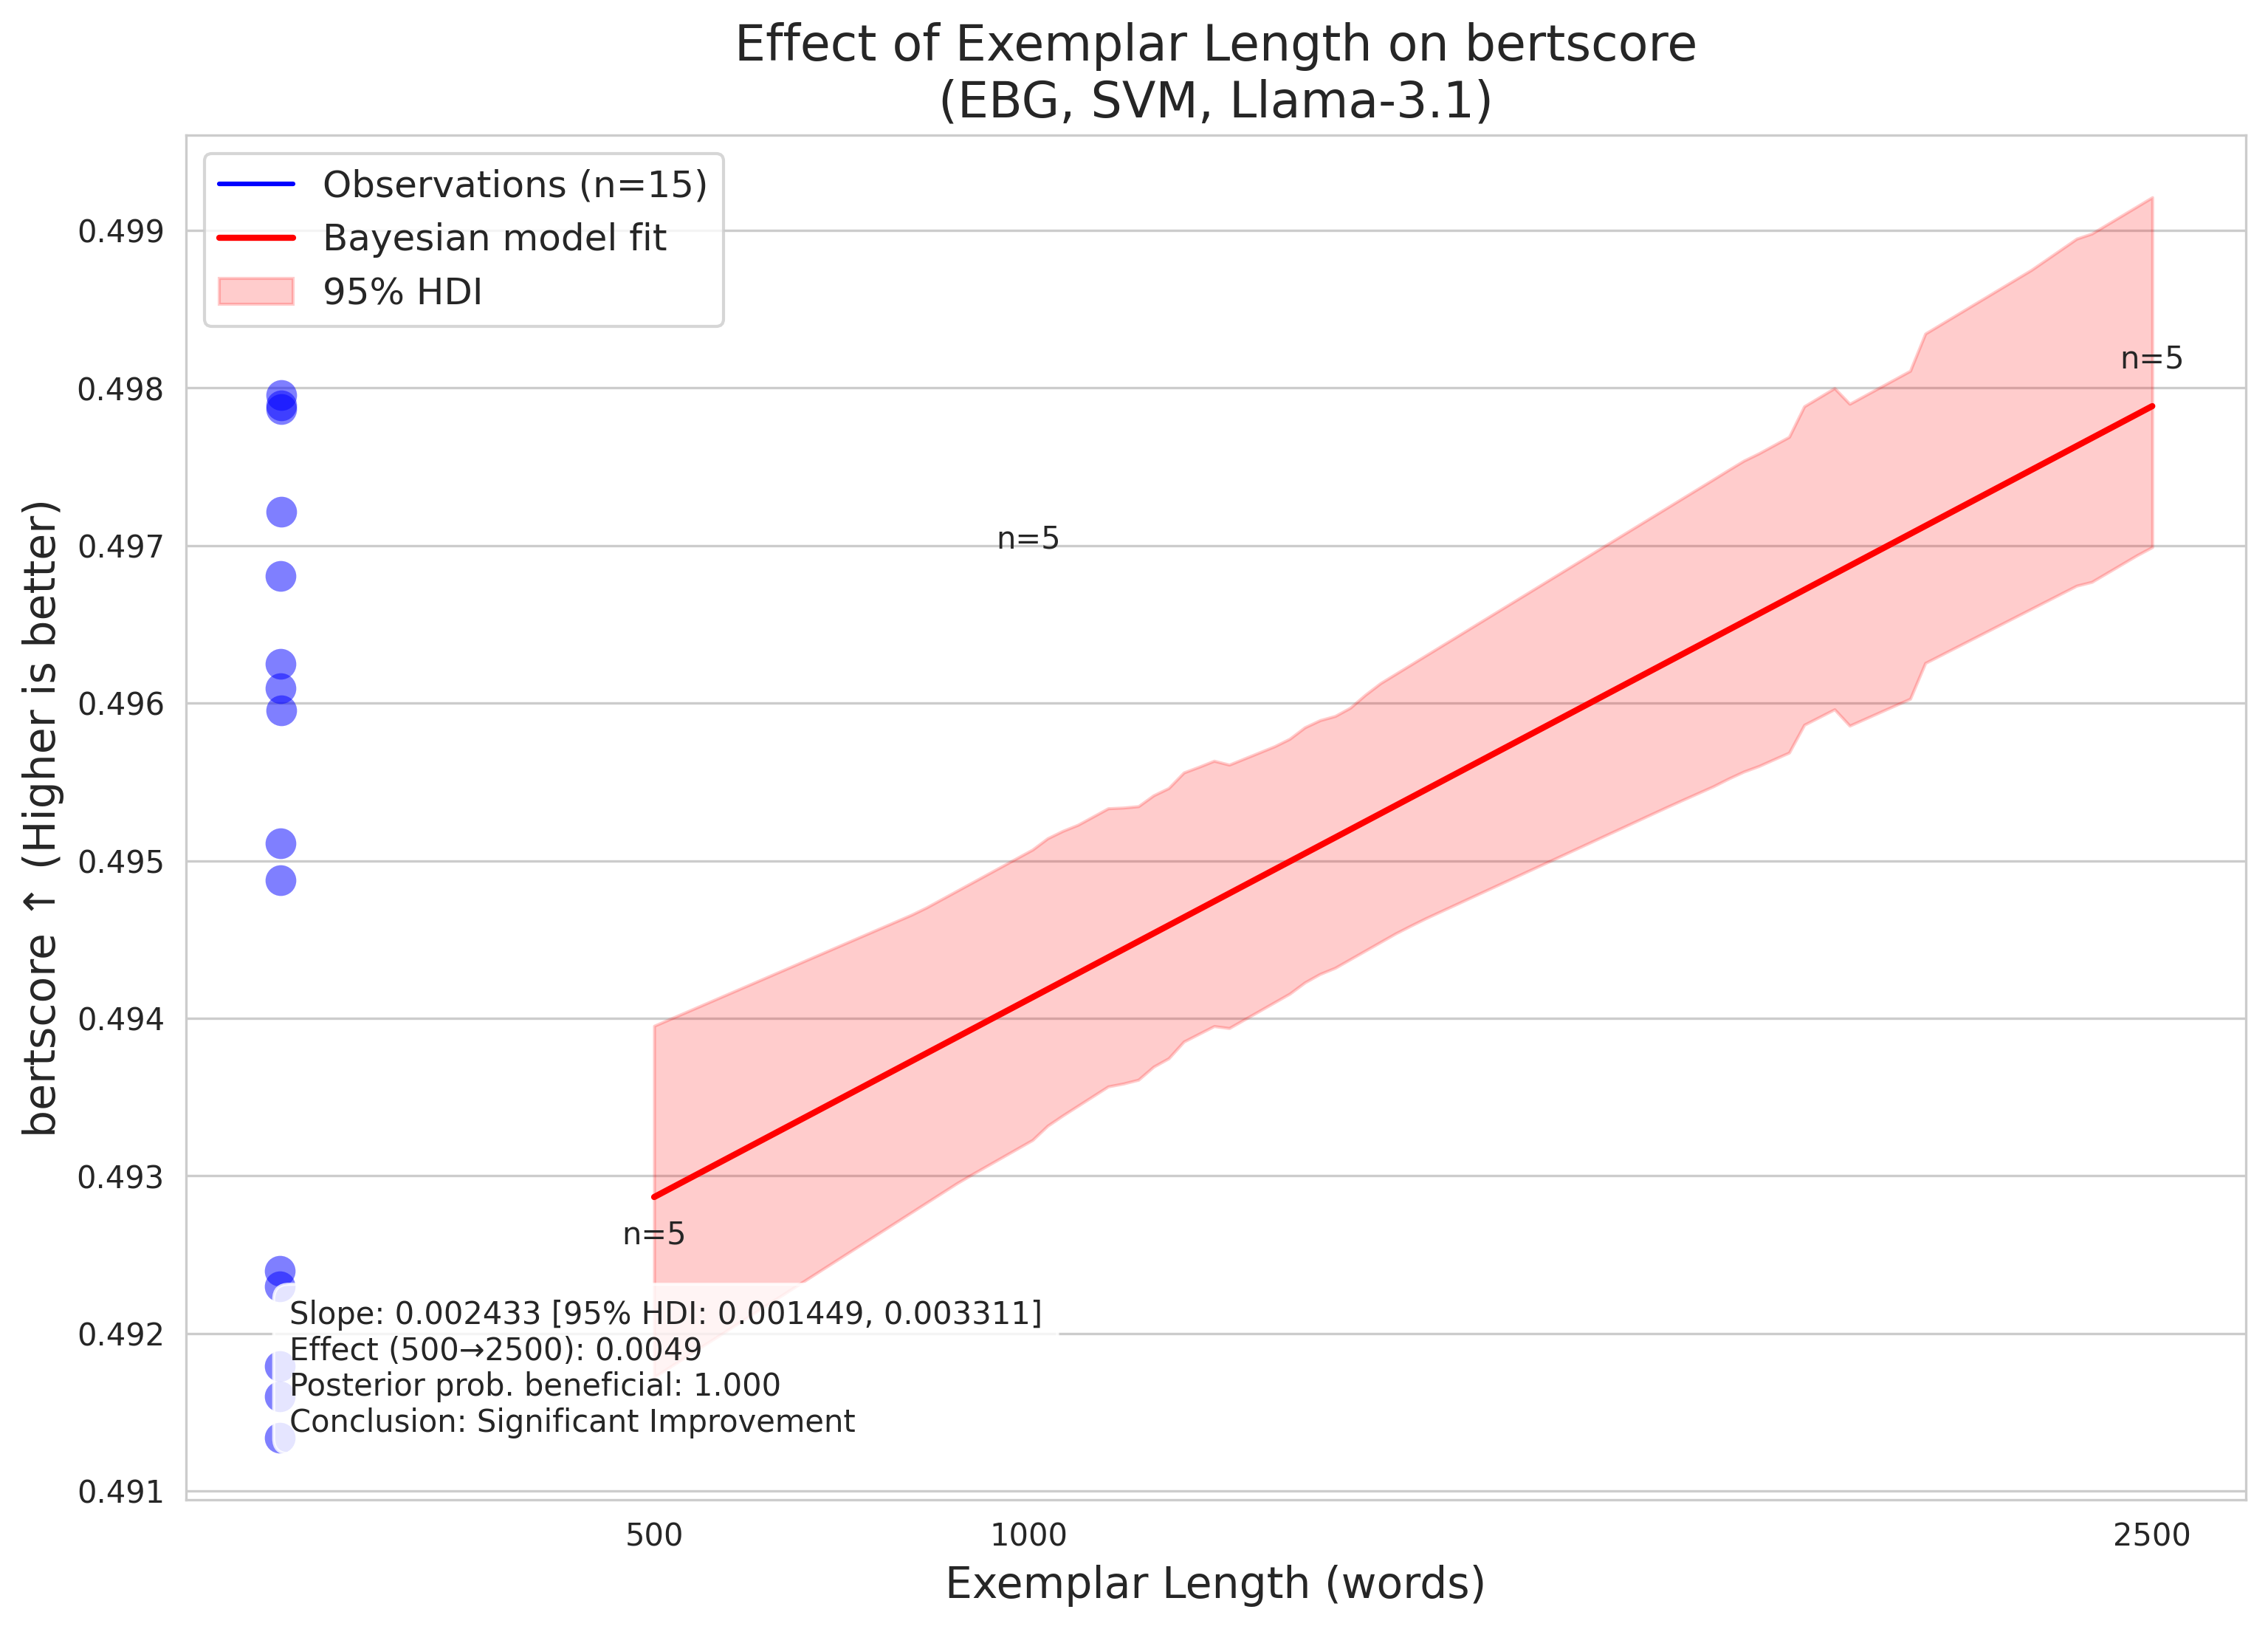 Effect of Exemplar Length on bertscore
(EBG, SVM, Llama-3.1)
Observations (n=15)
Bayesian model fit
95% HDI
bertscore ↑ (Higher is better)
0.499
0.498
0.497
0.496
0.495
0.494
0.493
0.492
0.491
n=5
n=5
n=5
Slope: 0.002433 [95% HDI: 0.001449, 0.003311]
Effect (500→2500): 0.0049
Posterior prob. beneficial: 1.000
Conclusion: Significant Improvement
500
1000
2500
Exemplar Length (words)